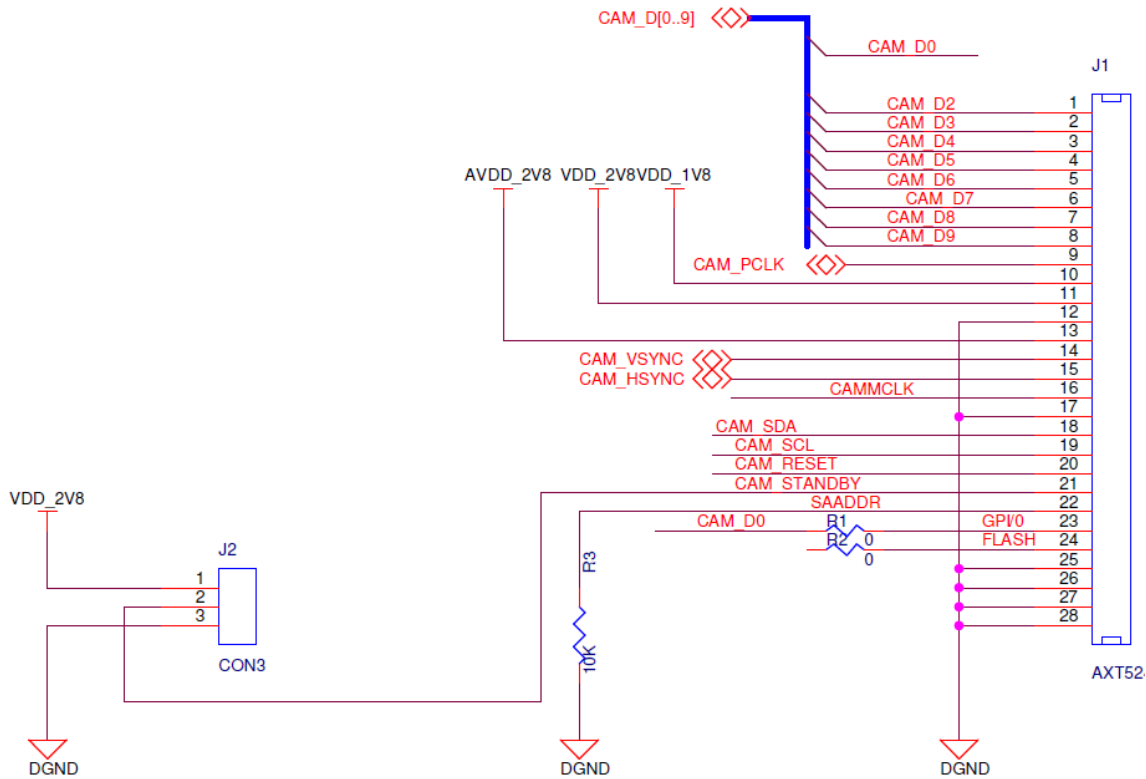 CAM_D[0..9]
CAM_D0
J1
CAM_D2 1
CAM_D3 2
CAM_D4 3
CAM_D5 4
CAM_D6 5
CAM_D7 6
CAM_D8 7
CAM_D9 8
AVDD_2V8 VDD_2V8 VDD_1V8
CAM_PCLK 9
10
11
12
13
CAM_VSYNC 14
CAM_HSYNC 15
CAMMCLK 16
17
CAM_SDA 18
CAM_SCL 19
CAM_RESET 20
CAM_STANDBY 21
SAADDR 22
CAM_D0 R1 0 GPI/0 23
R2 0 FLASH 24
25
26
27
28
VDD_2V8
J2
1
2
3
CON3
R3
10K
AXT52
DGND
DGND
DGND